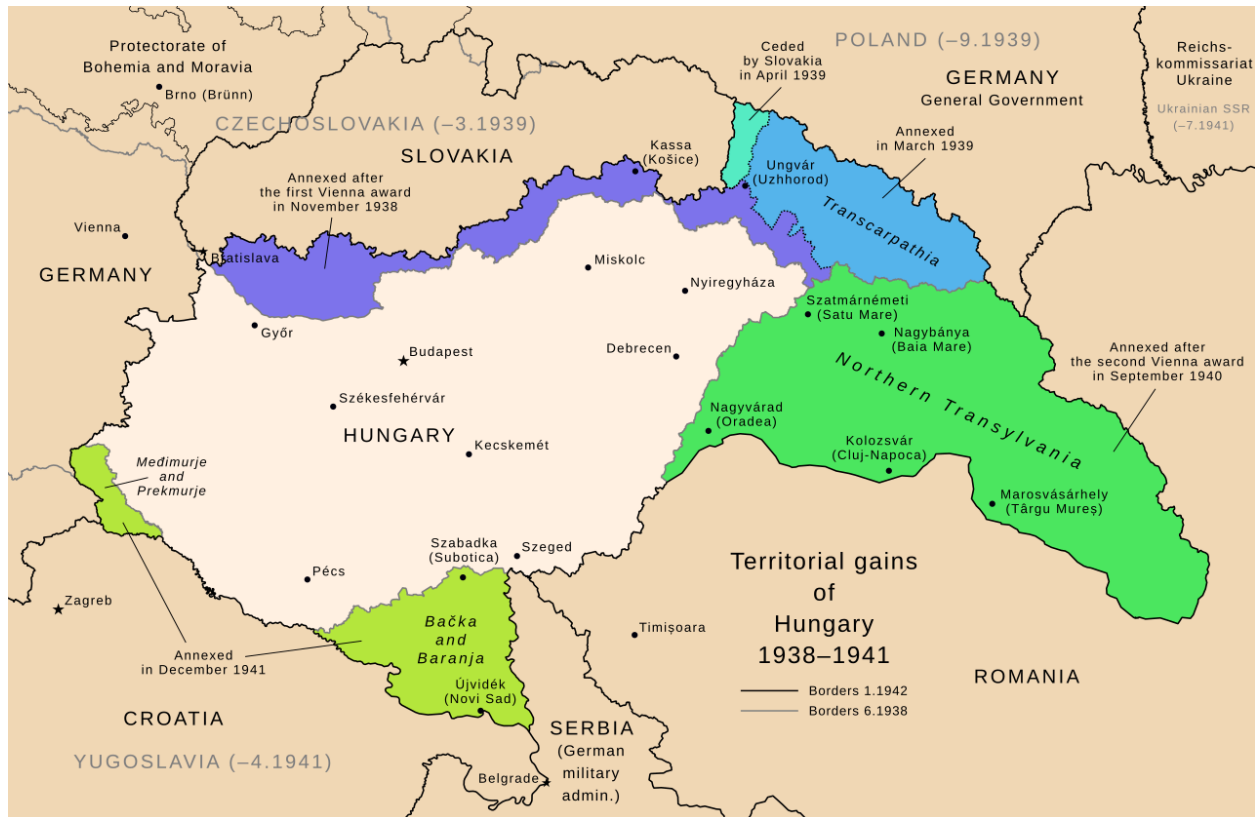 Protectorate of
Bohemia and Moravia
Brno (Brünn)
CZECHOSLOVAKIA (–3.1939)
SLOVAKIA
Ceded
by Slovakia
in April 1939
POLAND (–9.1939)
GERMANY
General Government
Reichs-
kommissariat
Ukraine
Ukrainian SSR
(–7.1941)
Annexed
in March 1939
Kassa
(Košice)
Ungvár
(Uzhhorod)
Transcarpathia
Annexed after
the first Vienna award
in November 1938
Vienna
Bratislava
GERMANY
Miskolc
Nyiregyháza
Szatmárnémeti
(Satu Mare)
Győr
Nagybánya
(Baia Mare)
Budapest
Debrecen
Annexed after
the second Vienna award
in September 1940
Northern Transylvania
Székesfehérvár
HUNGARY
Nagyvárad
(Oradea)
Kecskemét
Kolozsvár
(Cluj-Napoca)
Međimurje
and
Prekmurje
Marosvásárhely
(Târgu Mureș)
Szabadka
(Subotica)
Szeged
Pécs
Zagreb
Territorial gains
of
Hungary
1938–1941
Bačka
and
Baranja
Timișoara
Annexed
in December 1941
Újvidék
(Novi Sad)
ROMANIA
Borders 1.1942
Borders 6.1938
CROATIA
YUGOSLAVIA (–4.1941)
SERBIA
(German
military
admin.)
Belgrade